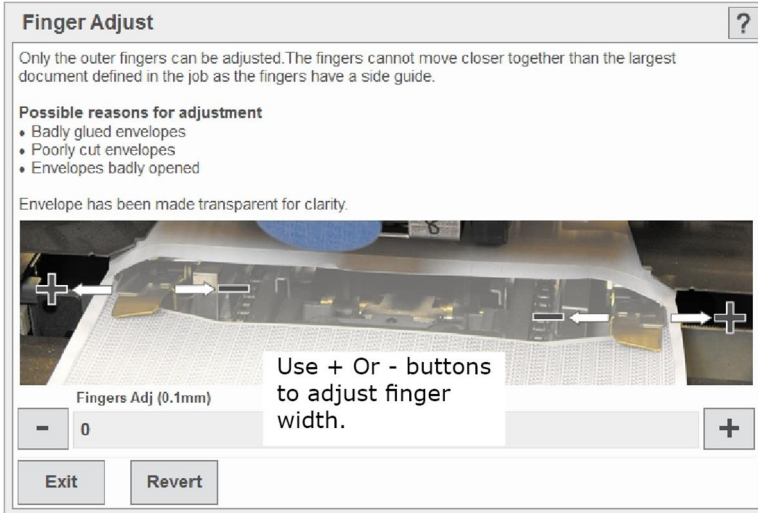 Finger Adjust
?
Only the outer fingers can be adjusted.The fingers cannot move closer together than the largest
document defined in the job as the fingers have a side guide.
Possible reasons for adjustment
• Badly glued envelopes
• Poorly cut envelopes
• Envelopes badly opened
Envelope has been made transparent for clarity.
8
+ -
- +
Use + Or - buttons
to adjust finger
width.
Fingers Adj (0.1mm)
- 0 +
Exit Revert